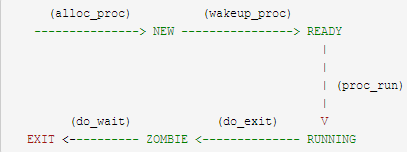 (alloc_proc) (wakeup_proc)
---------------> NEW ----------------> READY
|
|
| (proc_run)
|
(do_wait) (do_exit) V
EXIT <---------- ZOMBIE <-------------- RUNNING